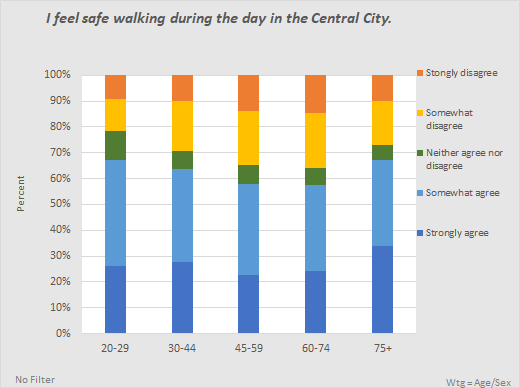 I feel safe walking during the day in the Central City.
100%
90%
80%
70%
60%
50%
40%
30%
20%
10%
0%
Percent
20-29
30-44
45-59
60-74
75+
Stongly disagree
Somewhat
disagree
Neither agree nor
disagree
Somewhat agree
Strongly agree
No Filter
Wtg = Age/Sex